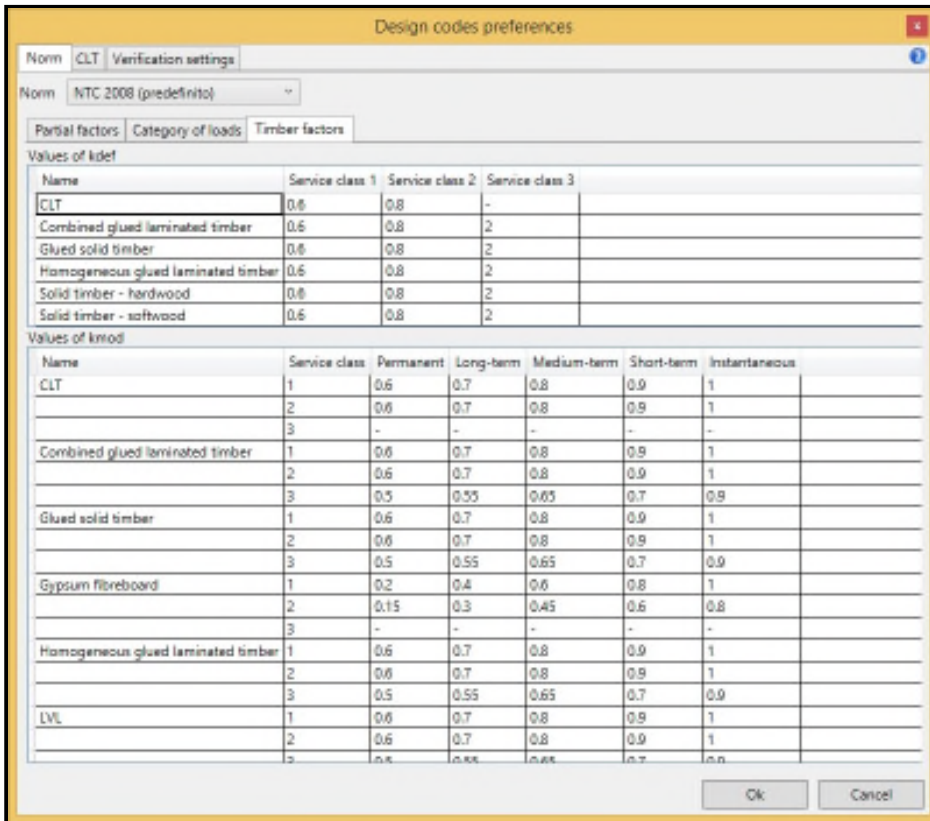 Design codes preferences
x
Norm CLT Verification settings
Norm NTC 2008 (predefinito)
Partial factors Category of loads Timber factors
Values of kdef
Name Service class 1 Service class 2 Service class 3
CLT 0.6 0.8 -
Combined glued laminated timber 0.6 0.8 2
Glued solid timber 0.6 0.8 2
Homogeneous glued laminated timber 0.6 0.8 2
Solid timber - hardwood 0.6 0.8 2
Solid timber - softwood 0.6 0.8 2
Values of kmod
Name Service class Permanent Long-term Medium-term Short-term Instantaneous
CLT 1 0.6 0.7 0.8 0.9 1
2 0.6 0.7 0.8 0.9 1
3 - - - - -
Combined glued laminated timber 1 0.6 0.7 0.8 0.9 1
2 0.6 0.7 0.8 0.9 1
3 0.5 0.55 0.65 0.7 0.9
Glued solid timber 1 0.6 0.7 0.8 0.9 1
2 0.6 0.7 0.8 0.9 1
3 0.5 0.55 0.65 0.7 0.9
Gypsum fibreboard 1 0.2 0.4 0.6 0.8 1
2 0.15 0.3 0.45 0.6 0.8
3 - - - - -
Homogeneous glued laminated timber 1 0.6 0.7 0.8 0.9 1
2 0.6 0.7 0.8 0.9 1
3 0.5 0.55 0.65 0.7 0.9
LVL 1 0.6 0.7 0.8 0.9 1
2 0.6 0.7 0.8 0.9 1
3 0.5 0.55 0.65 0.7 0.9
Ok Cancel